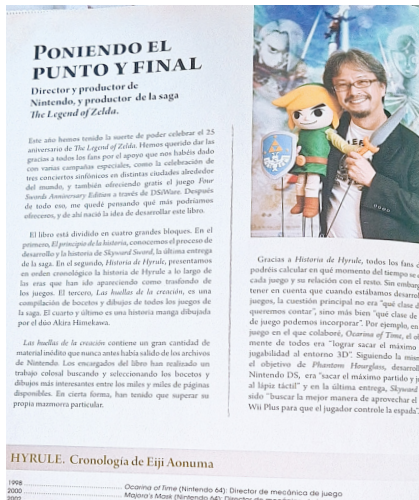 PONIENDO EL
PUNTO Y FINAL
Director y productor de
Nintendo, y productor de la saga
The Legend of Zelda.
Este año hemos tenido la suerte de poder celebrar el 25
aniversario de The Legend of Zelda. Hemos querido dar las
gracias a todos los fans por el apoyo que nos habéis dado
con varias campañas especiales, como la celebración de
tres conciertos sinfónicos en distintas ciudades alrededor
del mundo, y también ofreciendo gratis el juego Four
Swords Anniversary Edition a través de DSiWare. Después
de todo eso, me quedé pensando qué más podríamos
ofreceros, y de ahí nació la idea de desarrollar este libro.
El libro está dividido en cuatro grandes bloques. En el
primero, El principio de la historia, conocemos el proceso de
desarrollo y la historia de Skyward Sword, la última entrega
de la saga. En el segundo, Historia de Hyrule, presentamos
en orden cronológico la historia de Hyrule a lo largo de
las eras que han ido apareciendo como trasfondo de
los juegos. El tercero, Las huellas de la creación, es una
compilación de bocetos y dibujos de todos los juegos de
la saga. El cuarto y último es una historia manga dibujada
por el dúo Akira Himekawa.
Las huellas de la creación contiene un gran cantidad de
material inédito que nunca antes había salido de los archivos
de Nintendo. Los encargados del libro han realizado un
trabajo colosal buscando y seleccionando los bocetos y
dibujos más interesantes entre los miles y miles de páginas
disponibles. En cierta forma, han tenido que superar su
propia mazmorra particular.
Gracias a Historia de Hyrule, todos los fans
podréis calcular en qué momento del tiempo se
cada juego y su relación con el resto. Sin embar
tener en cuenta que cuando estábamos desarrol
juegos, la cuestión principal no era "qué clase d
queremos contar", sino más bien "qué clase de
de juego podemos incorporar". Por ejemplo, en
juego en el que colaboré, Ocarina of Time, el o
mente de todos era "lograr sacar el máximo
jugabilidad al entorno 3D". Siguiendo la mism
el objetivo de Phantom Hourglass, desarroll
Nintendo DS, era "sacar el máximo partido y j
al lápiz táctil" y en la última entrega, Skyward
sido "buscar la mejor manera de aprovechar el
Wii Plus para que el jugador controle la espada"
HYRULE. Cronología de Eiji Aonuma
1998 Ocarina of Time (Nintendo 64): Director de mecánica de juego
2000 Majora's Mask (Nintendo 64): Director de